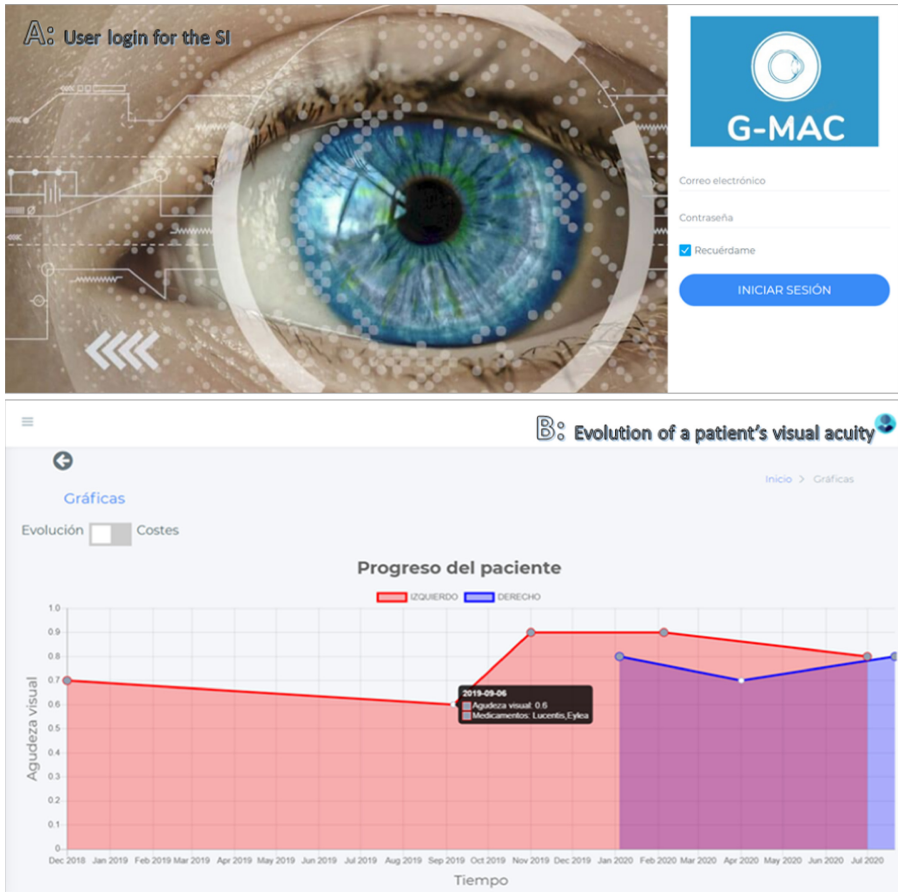 A: User login for the SI
G-MAC
Correo electrónico
Contraseña
Recuérdame
INICIAR SESIÓN
B: Evolution of a patient's visual acuity
Inicio > Gráficas
Gráficas
Evolución Costes
Progreso del paciente
IZQUIERDO DERECHO
Agudeza visual
1.0
0.9
0.8
0.7
0.6
0.5
0.4
0.3
0.2
0.1
0
2019-09-06
Agudeza visual: 0.6
Medicamentos: Lucentis,Eylea
Dec 2018 Jan 2019 Feb 2019 Mar 2019 Apr 2019 May 2019 Jun 2019 Jul 2019 Aug 2019 Sep 2019 Oct 2019 Nov 2019 Dec 2019 Jan 2020 Feb 2020 Mar 2020 Apr 2020 May 2020 Jun 2020 Jul 2020
Tiempo